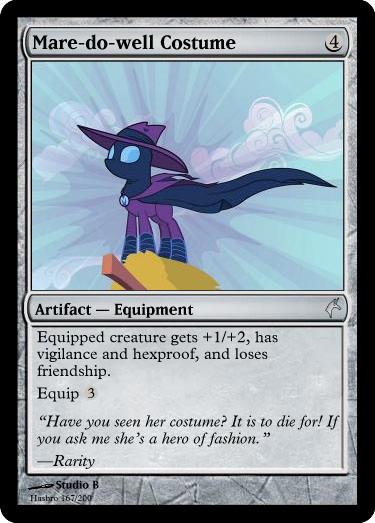 Mare-do-well Costume 4
Artifact — Equipment
Equipped creature gets +1/+2, has
vigilance and hexproof, and loses
friendship.
Equip 3
“Have you seen her costume? It is to die for! If
you ask me she’s a hero of fashion.”
—Rarity
Studio B
Hasbro 167/200